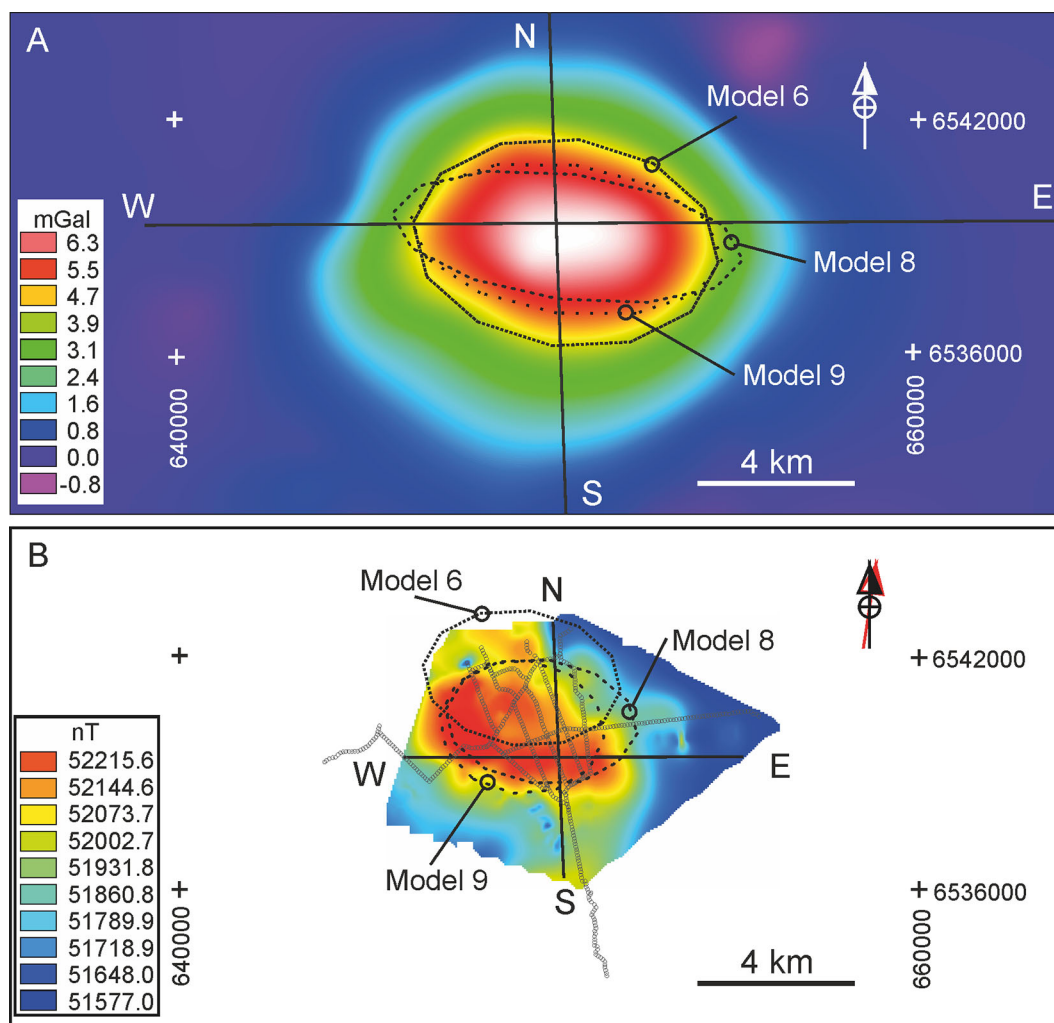 A
N
Model 6
6542000
W
E
mGal
6.3
5.5
4.7
3.9
3.1
2.4
1.6
0.8
0.0
-0.8
Model 8
Model 9
6536000
640000
660000
4 km
S
B
Model 6
N
Model 8
6542000
nT
52215.6
52144.6
52073.7
52002.7
51931.8
51860.8
51789.9
51718.9
51648.0
51577.0
W
E
Model 9
S
6536000
640000
660000
4 km